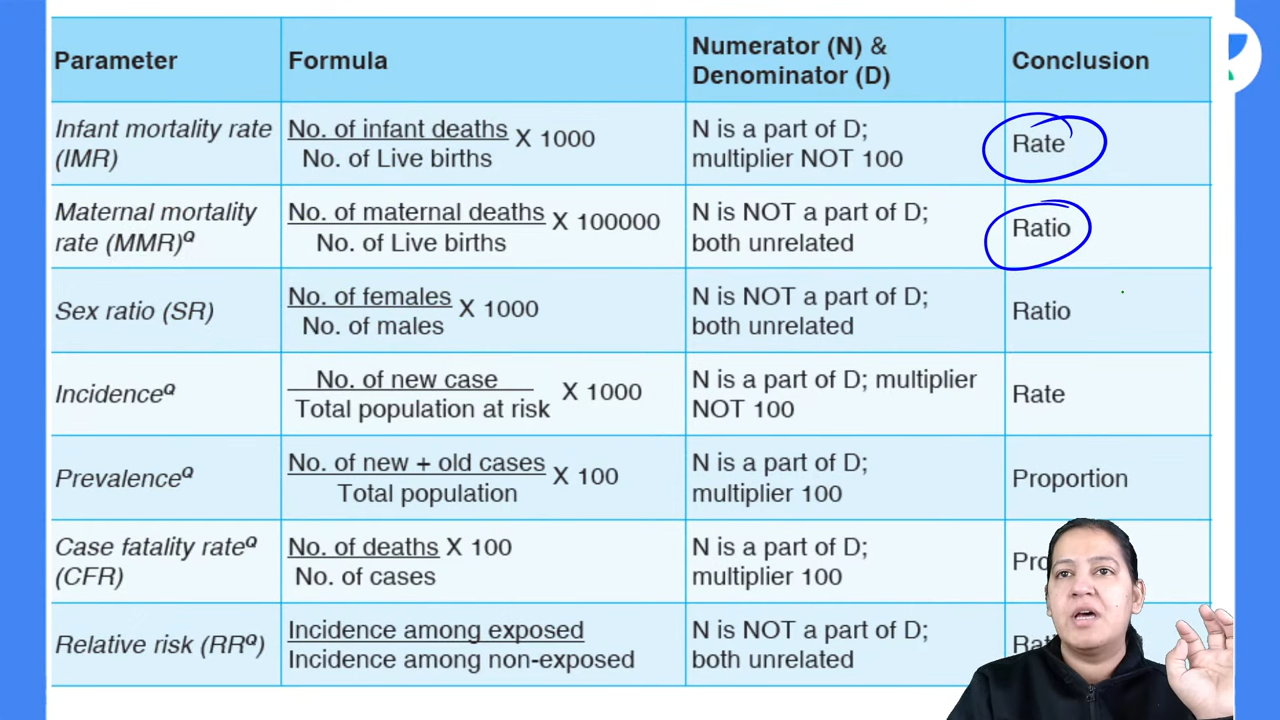 Parameter
Formula
Numerator (N) &
Denominator (D)
Conclusion
Infant mortality rate
(IMR)
No. of infant deaths
No. of Live births
X 1000
N is a part of D;
multiplier NOT 100
Rate
Maternal mortality
rate (MMR)Q
No. of maternal deaths
No. of Live births
X 100000
N is NOT a part of D;
both unrelated
Ratio
Sex ratio (SR)
No. of females
No. of males
X 1000
N is NOT a part of D;
both unrelated
Ratio
IncidenceQ
No. of new case
Total population at risk
X 1000
N is a part of D; multiplier
NOT 100
Rate
PrevalenceQ
No. of new + old cases
Total population
X 100
N is a part of D;
multiplier 100
Proportion
Case fatality rateQ
(CFR)
No. of deaths
No. of cases
X 100
N is a part of D;
multiplier 100
Relative risk (RRQ)
Incidence among exposed
Incidence among non-exposed
N is NOT a part of D;
both unrelated